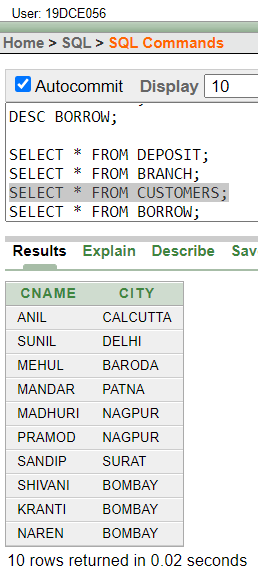 User: 19DCE056
Home > SQL > SQL Commands
Autocommit Display 10
DESC BORROW;
SELECT * FROM DEPOSIT;
SELECT * FROM BRANCH;
SELECT * FROM CUSTOMERS;
SELECT * FROM BORROW;
Results Explain Describe Sav
CNAME CITY
ANIL CALCUTTA
SUNIL DELHI
MEHUL BARODA
MANDAR PATNA
MADHURI NAGPUR
PRAMOD NAGPUR
SANDIP SURAT
SHIVANI BOMBAY
KRANTI BOMBAY
NAREN BOMBAY
10 rows returned in 0.02 seconds